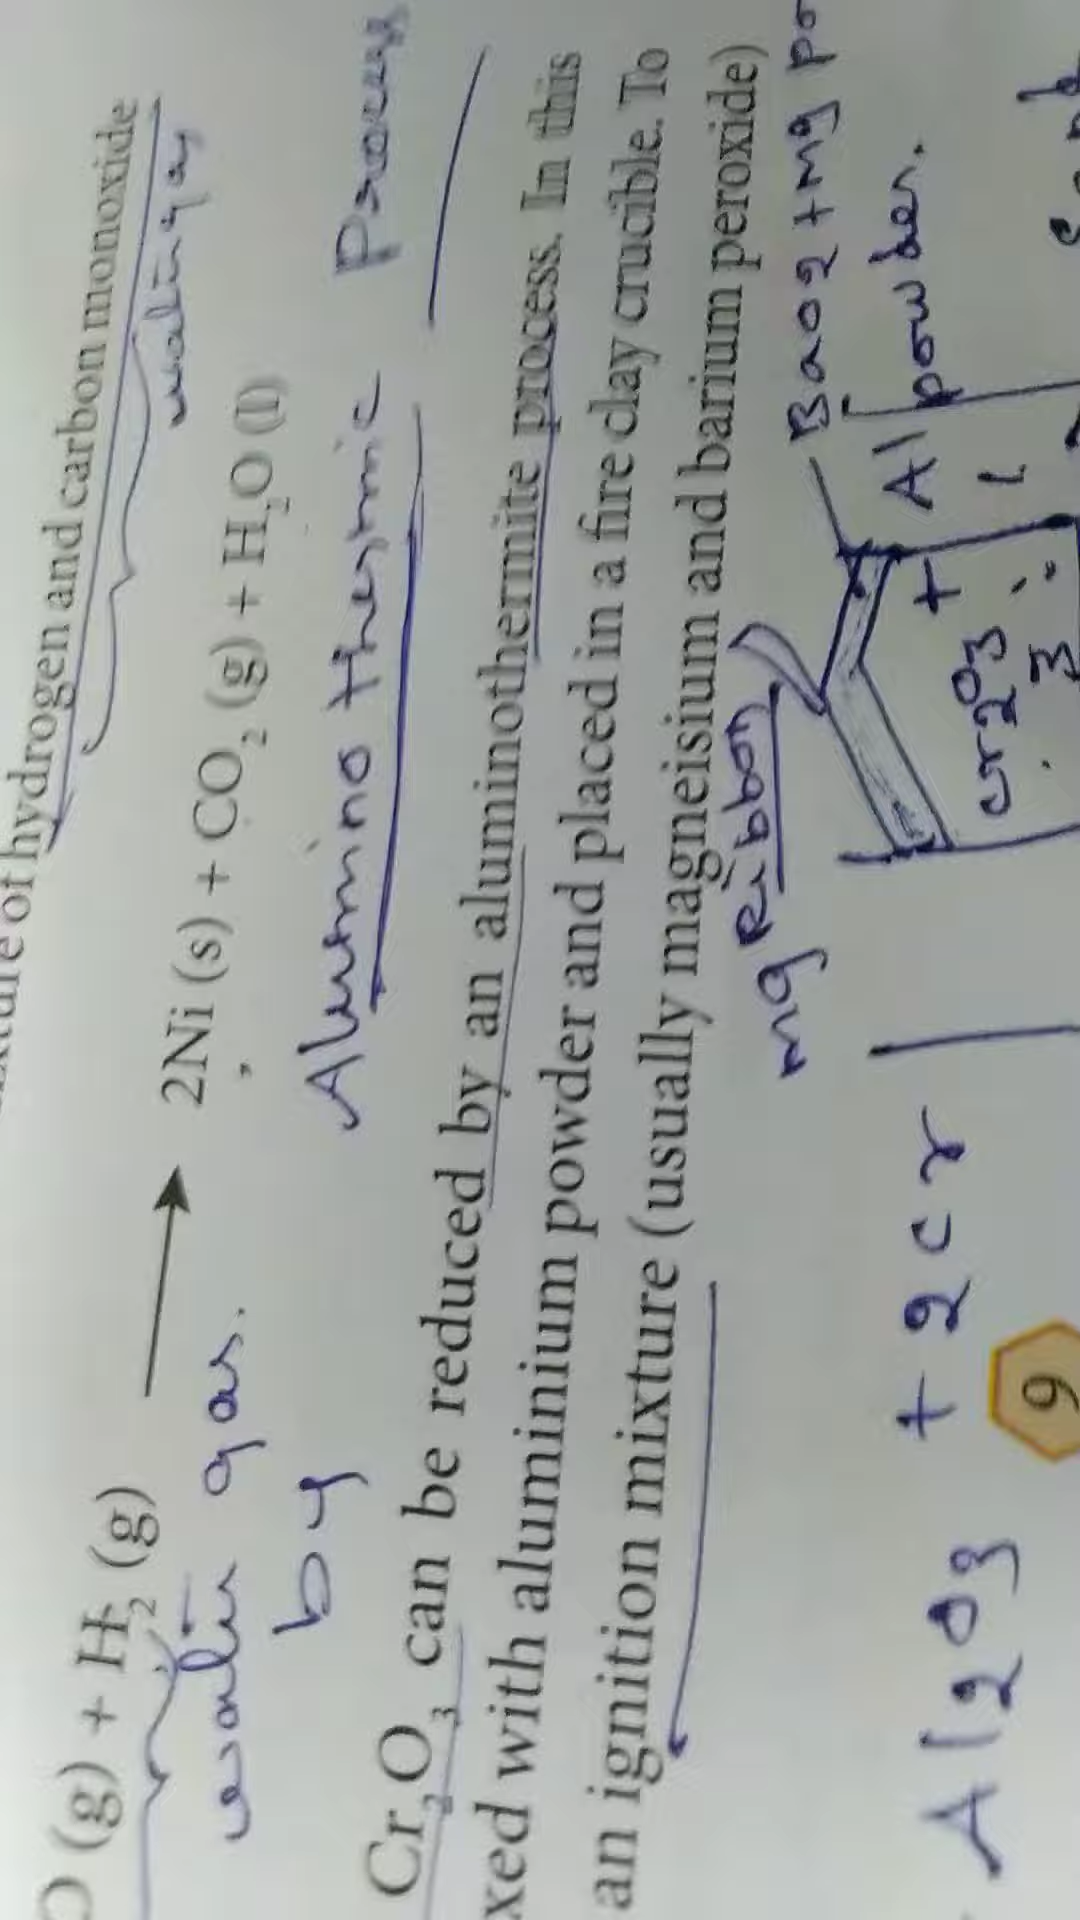 xture of hydrogen and carbon monoxide
water gas
O (g) + H₂ (g) ⟶ 2Ni (s) + CO₂ (g) + H₂O (l)
water gas.
by Alumino thermic Process
Cr₂O₃ can be reduced by an aluminothermite process. In this
xed with aluminium powder and placed in a fire clay crucible. To
an ignition mixture (usually magneisium and barium peroxide)
mg Ribbon
BaO2 + Mg po
Al powder.
Cr2O3 +
3 : 1
Al2O3 + 2Cr
9